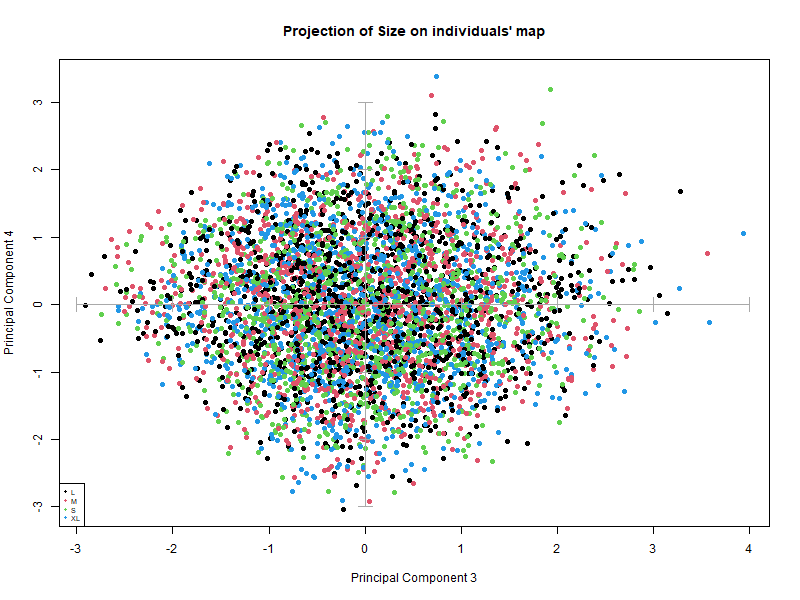 Projection of Size on individuals' map
Principal Component 4
3
2
1
0
-1
-2
-3
L
M
S
XL
-3
-2
-1
0
1
2
3
4
Principal Component 3